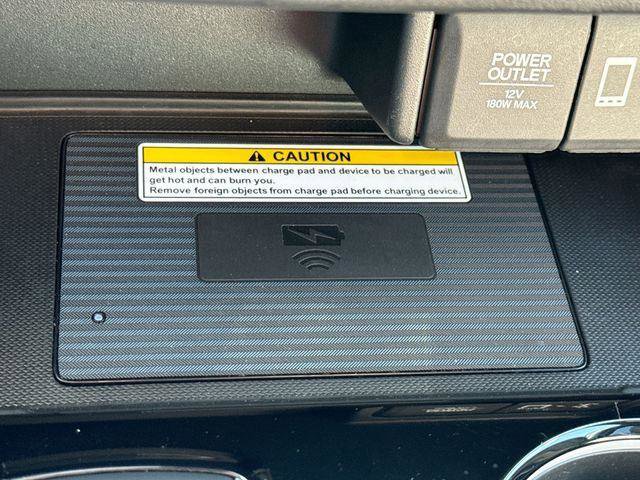 POWER
OUTLET
12V
180W MAX
CAUTION
Metal objects between charge pad and device to be charged will
get hot and can burn you.
Remove foreign objects from charge pad before charging device.